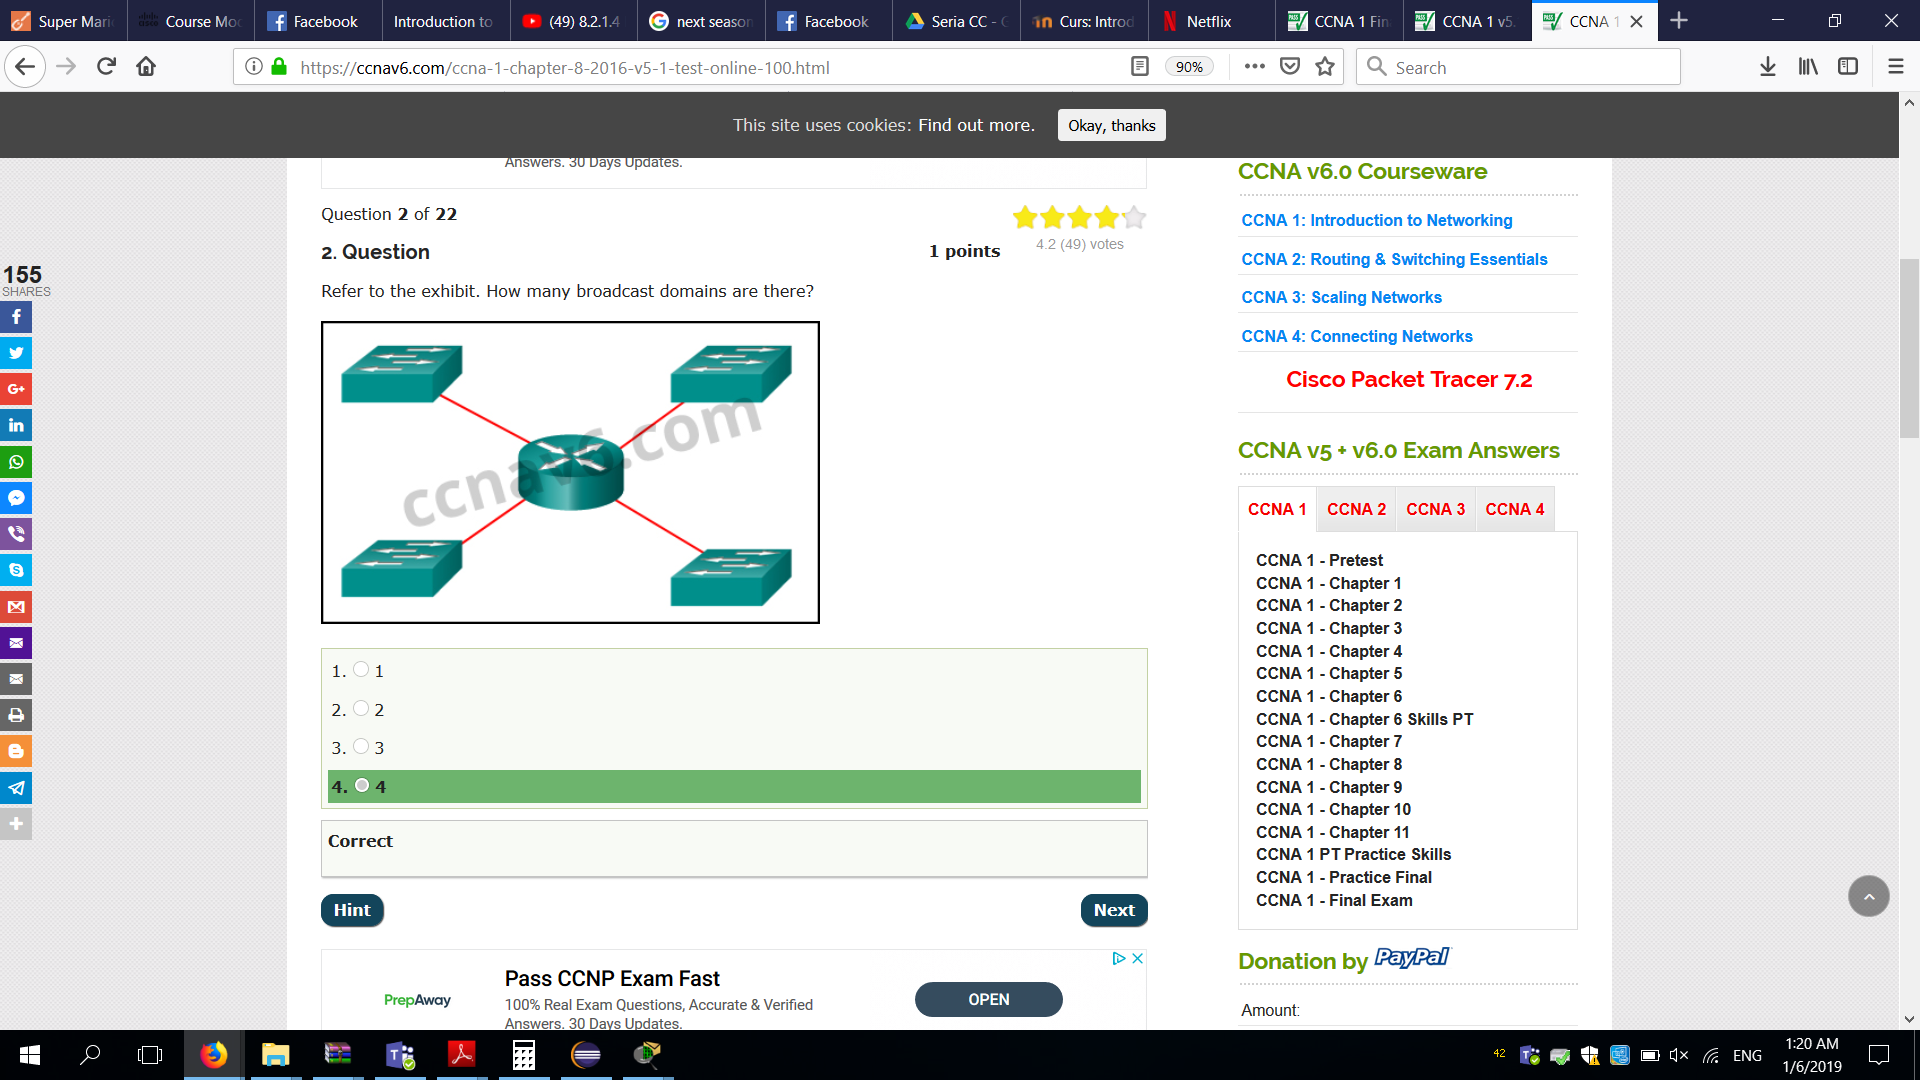 Super Mari
Course Mod
Facebook
Introduction to
(49) 8.2.1.4
next season
Facebook
Seria CC - G
Curs: Introd
Netflix
CCNA 1 Fin
CCNA 1 v5.
CCNA 1
https://ccnav6.com/ccna-1-chapter-8-2016-v5-1-test-online-100.html
90%
Search
This site uses cookies: Find out more.
Okay, thanks
Answers. 30 Days Updates.
Question 2 of 22
4.2 (49) votes
2. Question
1 points
155
SHARES
Refer to the exhibit. How many broadcast domains are there?
ccnav6.com
1. 1
2. 2
3. 3
4. 4
Correct
Hint
Next
PrepAway
Pass CCNP Exam Fast
100% Real Exam Questions, Accurate & Verified
Answers. 30 Days Updates.
OPEN
CCNA v6.0 Courseware
CCNA 1: Introduction to Networking
CCNA 2: Routing & Switching Essentials
CCNA 3: Scaling Networks
CCNA 4: Connecting Networks
Cisco Packet Tracer 7.2
CCNA v5 + v6.0 Exam Answers
CCNA 1
CCNA 2
CCNA 3
CCNA 4
CCNA 1 - Pretest
CCNA 1 - Chapter 1
CCNA 1 - Chapter 2
CCNA 1 - Chapter 3
CCNA 1 - Chapter 4
CCNA 1 - Chapter 5
CCNA 1 - Chapter 6
CCNA 1 - Chapter 6 Skills PT
CCNA 1 - Chapter 7
CCNA 1 - Chapter 8
CCNA 1 - Chapter 9
CCNA 1 - Chapter 10
CCNA 1 - Chapter 11
CCNA 1 PT Practice Skills
CCNA 1 - Practice Final
CCNA 1 - Final Exam
Donation by PayPal
Amount:
42
ENG
1:20 AM
1/6/2019